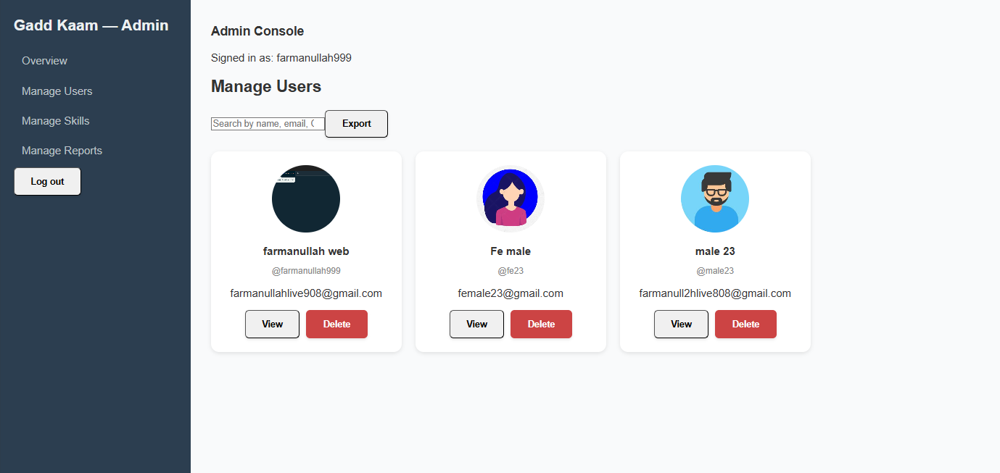 Gadd Kaam — Admin
Overview
Manage Users
Manage Skills
Manage Reports
Log out
Admin Console
Signed in as: farmanullah999
Manage Users
Search by name, email,
Export
farmanullah web
@farmanullah999
farmanullahlive908@gmail.com
View Delete
Fe male
@fe23
female23@gmail.com
View Delete
male 23
@male23
farmanull2hlive808@gmail.com
View Delete